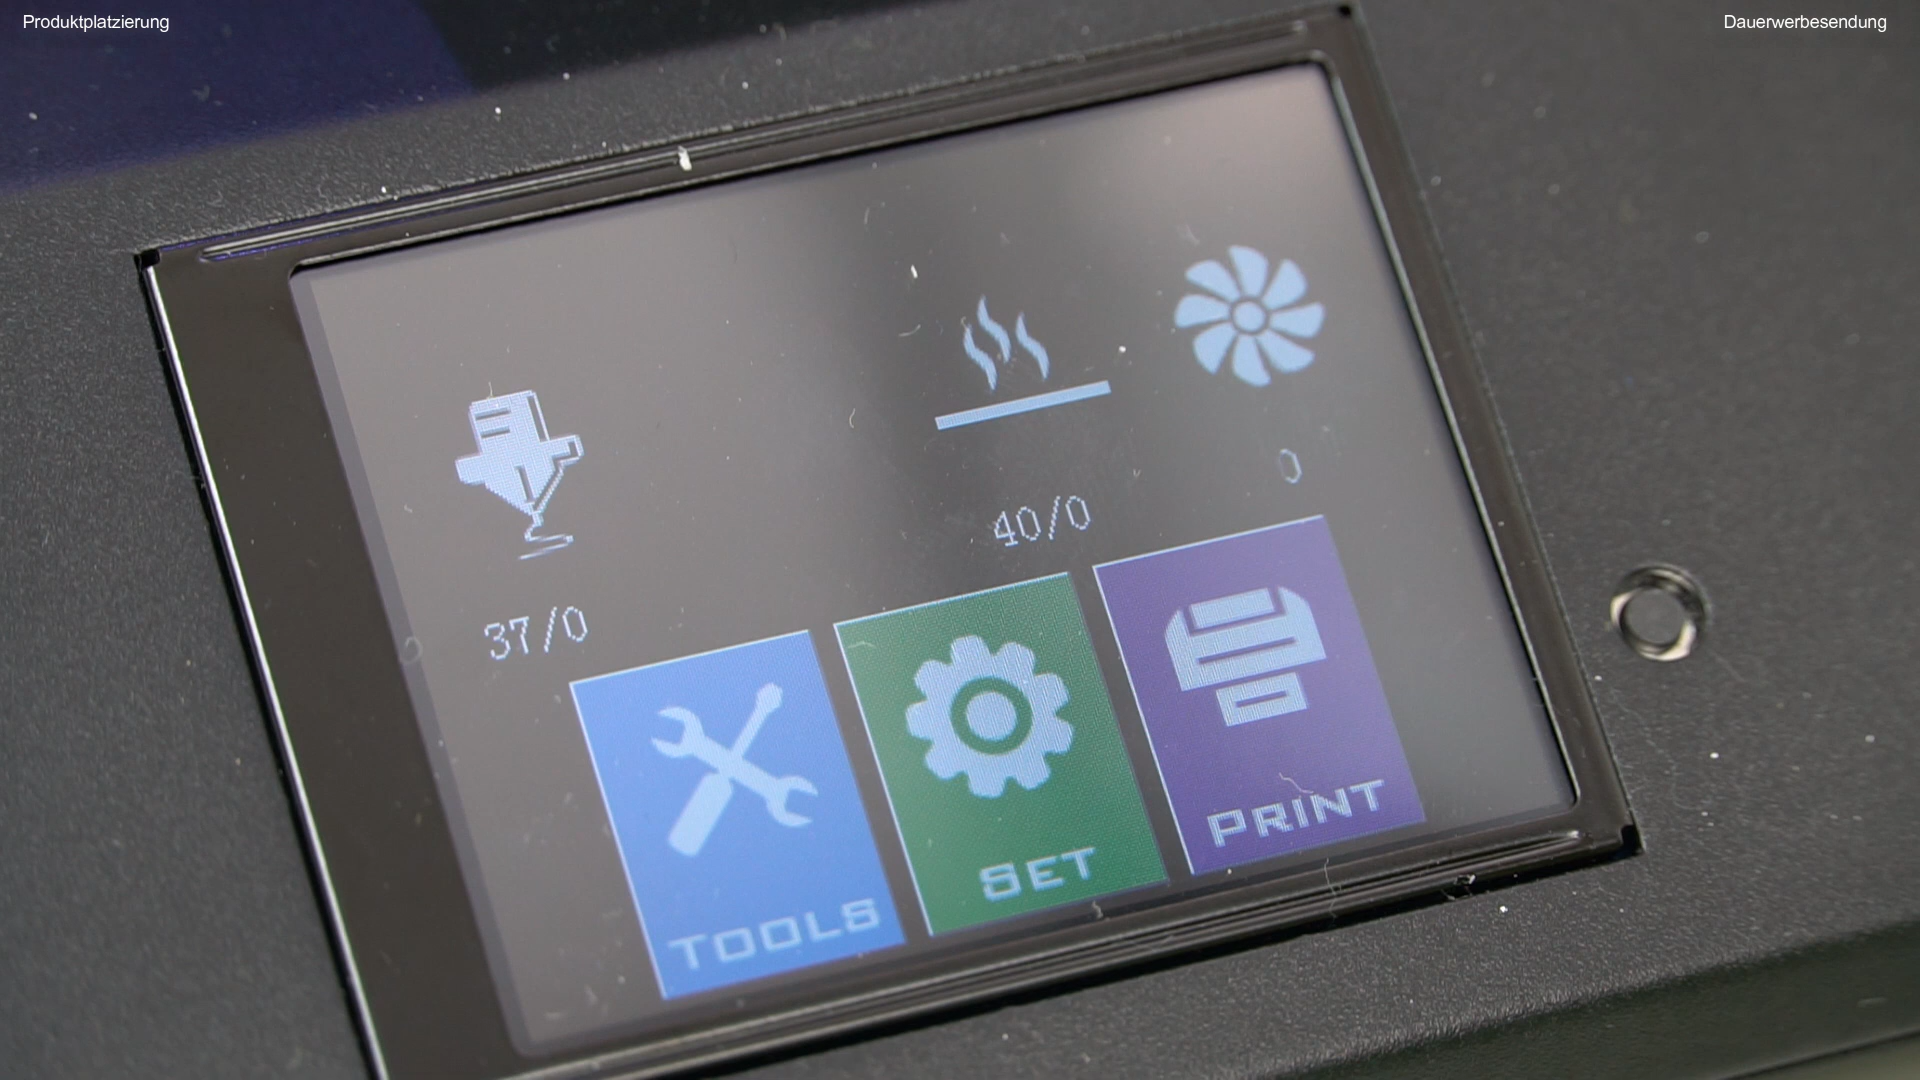 Produktplatzierung
Dauerwerbesendung
0
40/0
37/0
TOOLS
SET
PRINT